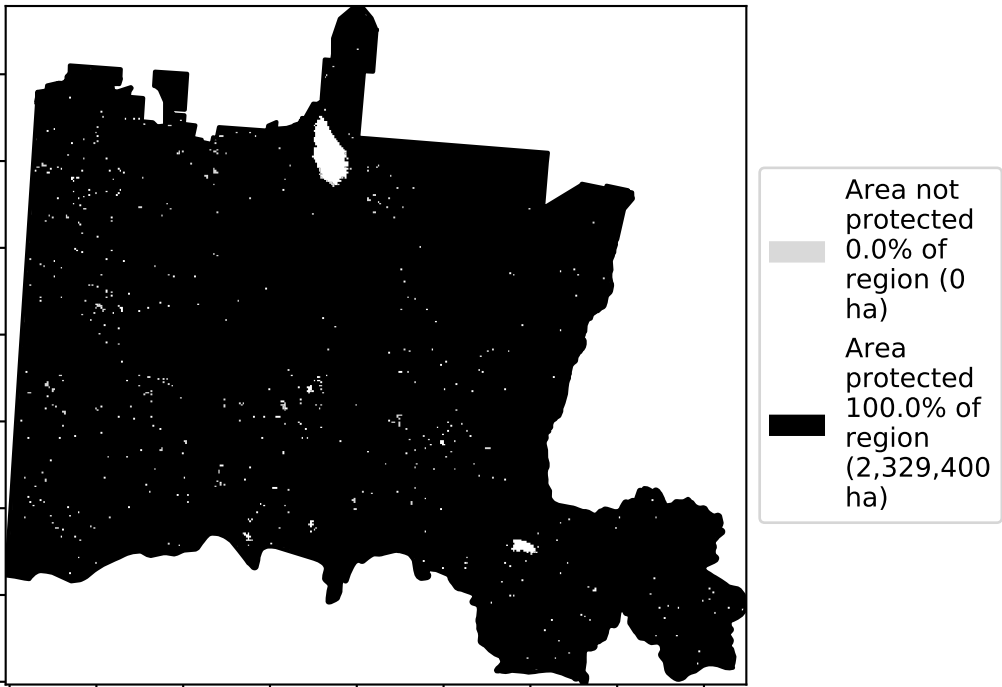 Area not
protected
0.0% of
region (0
ha)
Area
protected
100.0% of
region
(2,329,400
ha)